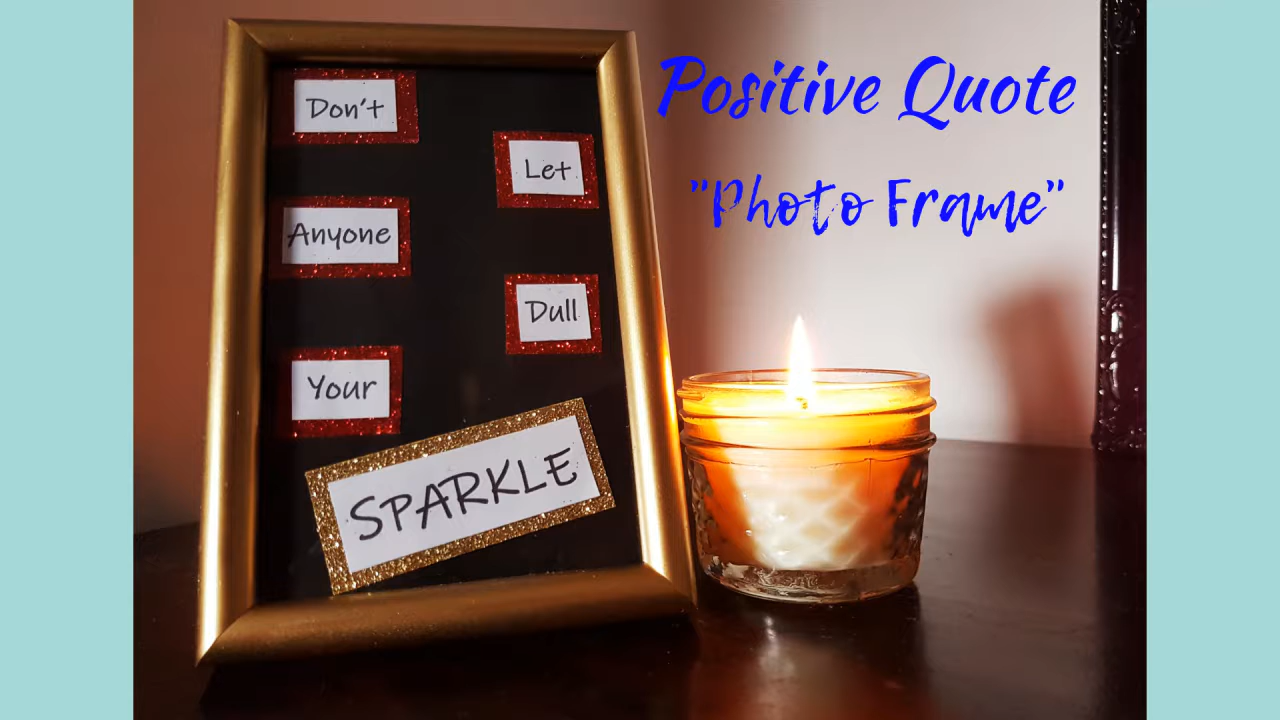 Don't
Let
Anyone
Dull
Your
SPARKLE
Positive Quote
"Photo Frame"